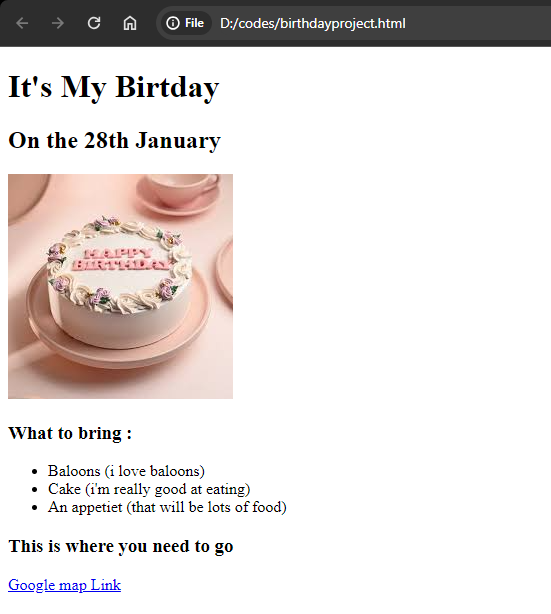 File D:/codes/birthdayproject.html
It's My Birtday
On the 28th January
HAPPY
BIRTHDAY
What to bring :
Baloons (i love baloons)
Cake (i'm really good at eating)
An appetiet (that will be lots of food)
This is where you need to go
Google map Link